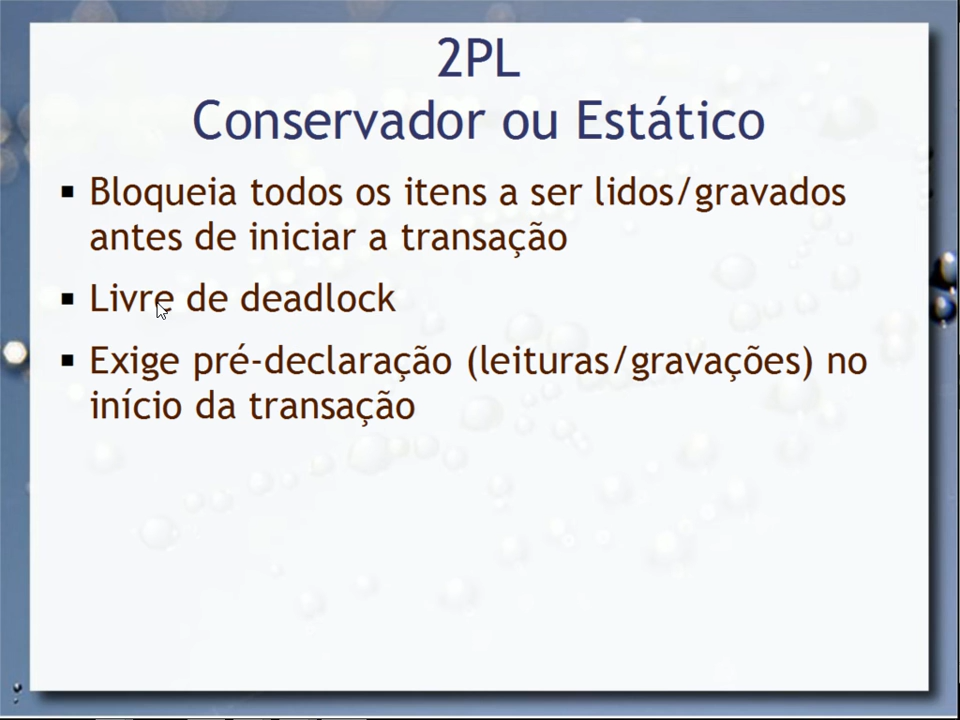 2PL
Conservador ou Estático
Bloqueia todos os itens a ser lidos/gravados
antes de iniciar a transação
Livre de deadlock
Exige pré-declaração (leituras/gravações) no
início da transação